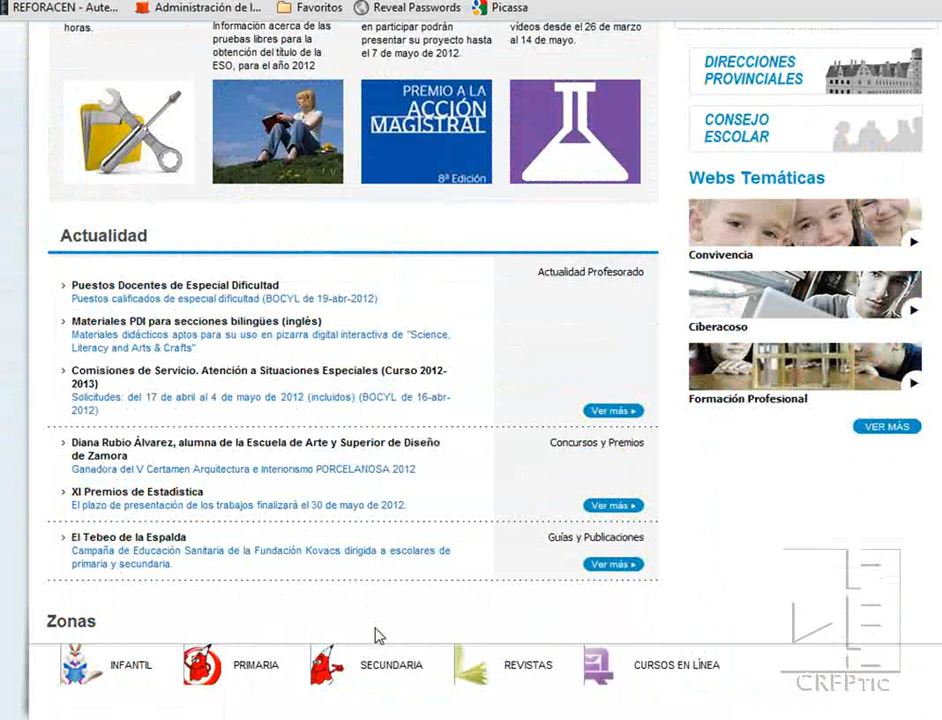 REFORACEN - Aute...
Administración de l...
Favoritos
Reveal Passwords
Picassa
horas.
Información acerca de las
pruebas libres para la
obtención del título de la
ESO, para el año 2012
en participar podrán
presentar su proyecto hasta
el 7 de mayo de 2012.
vídeos desde el 26 de marzo
al 14 de mayo.
PREMIO A LA
ACCIÓN
MAGISTRAL
8ª Edición
DIRECCIONES
PROVINCIALES
CONSEJO
ESCOLAR
Webs Temáticas
Convivencia
Ciberacoso
Formación Profesional
VER MÁS
Actualidad
Actualidad Profesorado
› Puestos Docentes de Especial Dificultad
Puestos calificados de especial dificultad (BOCYL de 19-abr-2012)
› Materiales PDI para secciones bilingües (inglés)
Materiales didácticos aptos para su uso en pizarra digital interactiva de "Science,
Literacy and Arts & Crafts"
› Comisiones de Servicio. Atención a Situaciones Especiales (Curso 2012-
2013)
Solicitudes: del 17 de abril al 4 de mayo de 2012 (incluidos) (BOCYL de 16-abr-
2012)
Ver más ▸
› Diana Rubio Álvarez, alumna de la Escuela de Arte y Superior de Diseño
de Zamora
Ganadora del V Certamen Arquitectura e Interiorismo PORCELANOSA 2012
Concursos y Premios
› XI Premios de Estadística
El plazo de presentación de los trabajos finalizará el 30 de mayo de 2012.
Ver más ▸
› El Tebeo de la Espalda
Campaña de Educación Sanitaria de la Fundación Kovacs dirigida a escolares de
primaria y secundaria.
Guías y Publicaciones
Ver más ▸
Zonas
INFANTIL
PRIMARIA
SECUNDARIA
REVISTAS
CURSOS EN LÍNEA
CRFPTIC